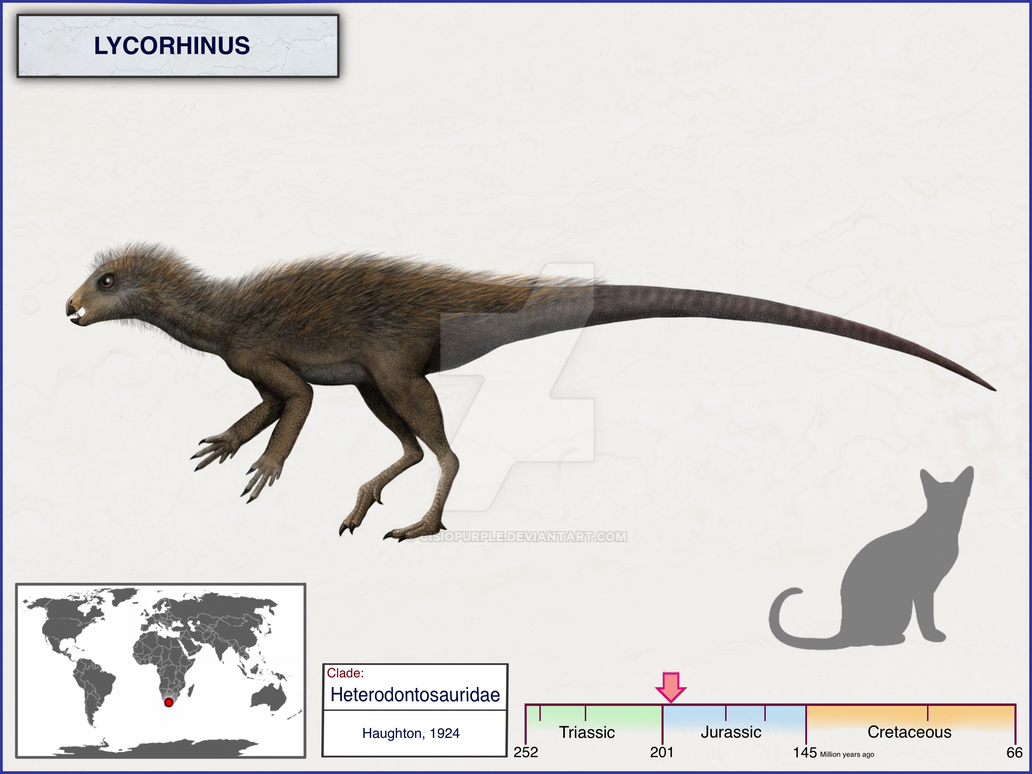 LYCORHINUS
CISIOPURPLE.DEVIANTART.COM
Clade:
Heterodontosauridae
Haughton, 1924
Triassic
Jurassic
Cretaceous
252
201
145 Million years ago
66